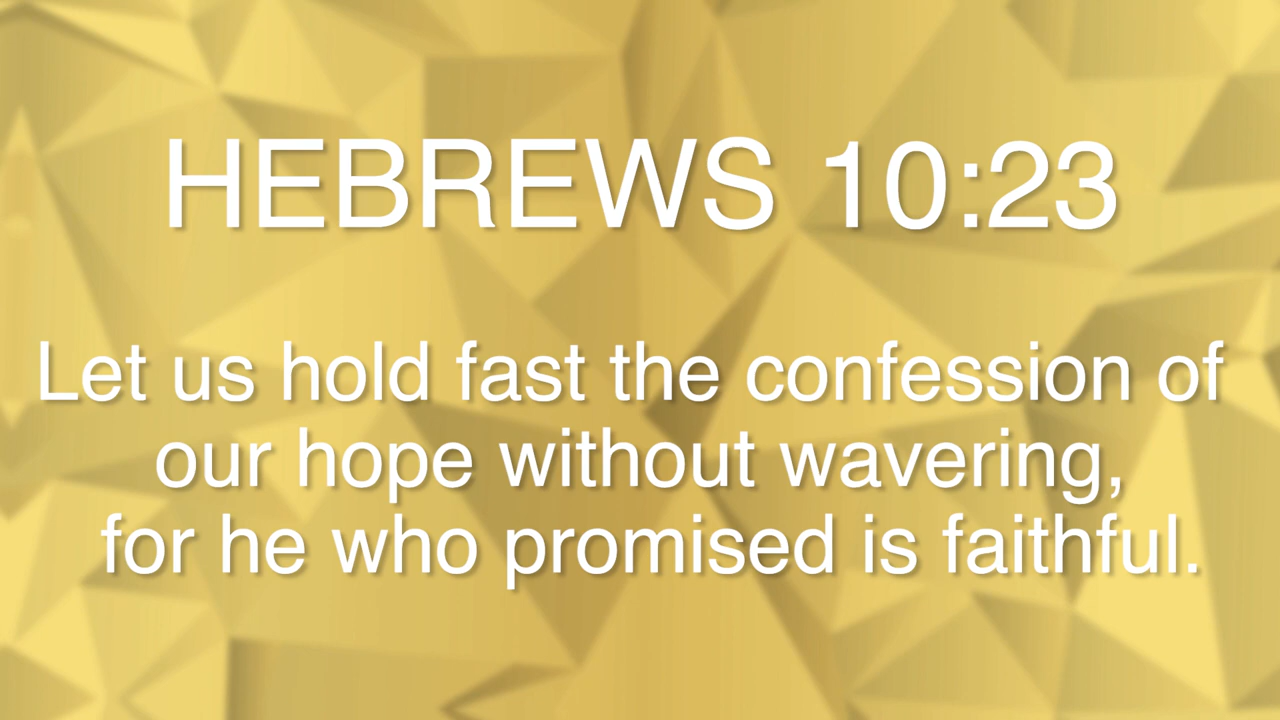 HEBREWS 10:23
Let us hold fast the confession of
our hope without wavering,
for he who promised is faithful.